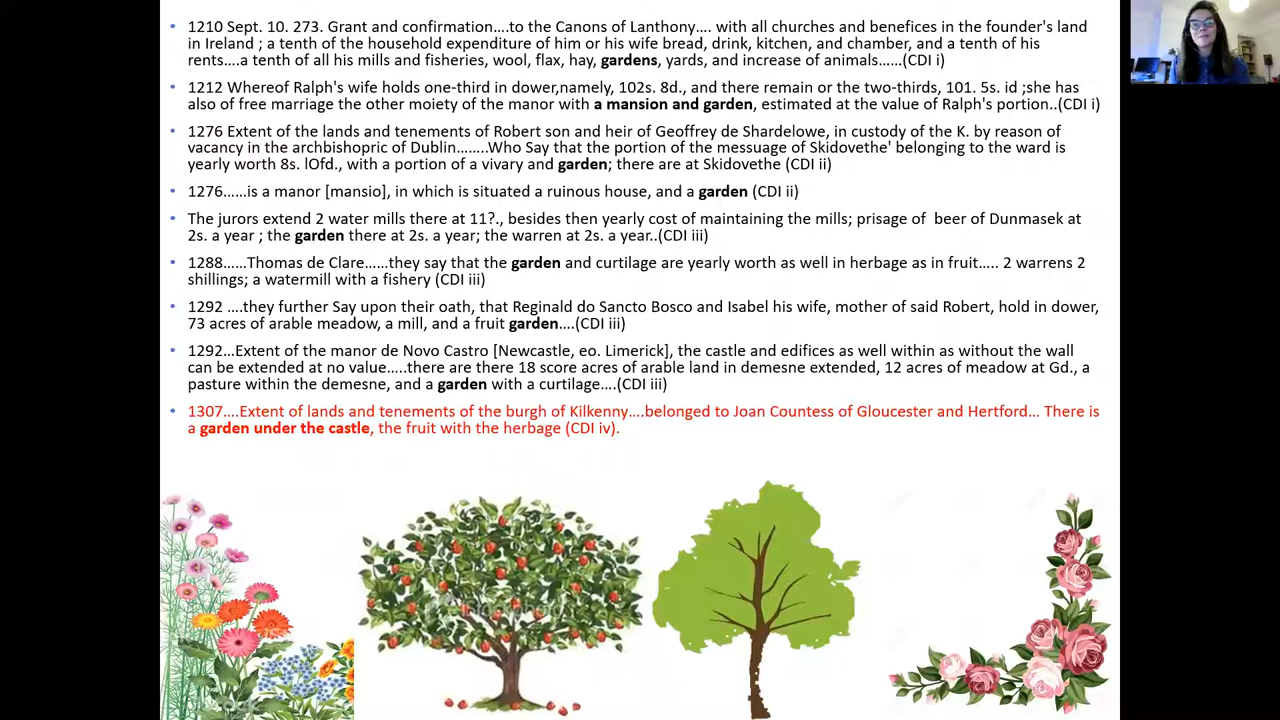 • 1210 Sept. 10. 273. Grant and confirmation….to the Canons of Lanthony…. with all churches and benefices in the founder's land
in Ireland ; a tenth of the household expenditure of him or his wife bread, drink, kitchen, and chamber, and a tenth of his
rents….a tenth of all his mills and fisheries, wool, flax, hay, gardens, yards, and increase of animals……(CDI i)
• 1212 Whereof Ralph's wife holds one-third in dower,namely, 102s. 8d., and there remain or the two-thirds, 101. 5s. id ;she has
also of free marriage the other moiety of the manor with a mansion and garden, estimated at the value of Ralph's portion..(CDI i)
• 1276 Extent of the lands and tenements of Robert son and heir of Geoffrey de Shardelowe, in custody of the K. by reason of
vacancy in the archbishopric of Dublin……..Who Say that the portion of the messuage of Skidovethe' belonging to the ward is
yearly worth 8s. lOfd., with a portion of a vivary and garden; there are at Skidovethe (CDI ii)
• 1276……is a manor [mansio], in which is situated a ruinous house, and a garden (CDI ii)
• The jurors extend 2 water mills there at 11?., besides then yearly cost of maintaining the mills; prisage of beer of Dunmasek at
2s. a year ; the garden there at 2s. a year; the warren at 2s. a year..(CDI iii)
• 1288……Thomas de Clare……they say that the garden and curtilage are yearly worth as well in herbage as in fruit….. 2 warrens 2
shillings; a watermill with a fishery (CDI iii)
• 1292 ….they further Say upon their oath, that Reginald do Sancto Bosco and Isabel his wife, mother of said Robert, hold in dower,
73 acres of arable meadow, a mill, and a fruit garden….(CDI iii)
• 1292…Extent of the manor de Novo Castro [Newcastle, eo. Limerick], the castle and edifices as well within as without the wall
can be extended at no value…..there are there 18 score acres of arable land in demesne extended, 12 acres of meadow at Gd., a
pasture within the demesne, and a garden with a curtilage….(CDI iii)
• 1307….Extent of lands and tenements of the burgh of Kilkenny….belonged to Joan Countess of Gloucester and Hertford… There is
a garden under the castle, the fruit with the herbage (CDI iv).